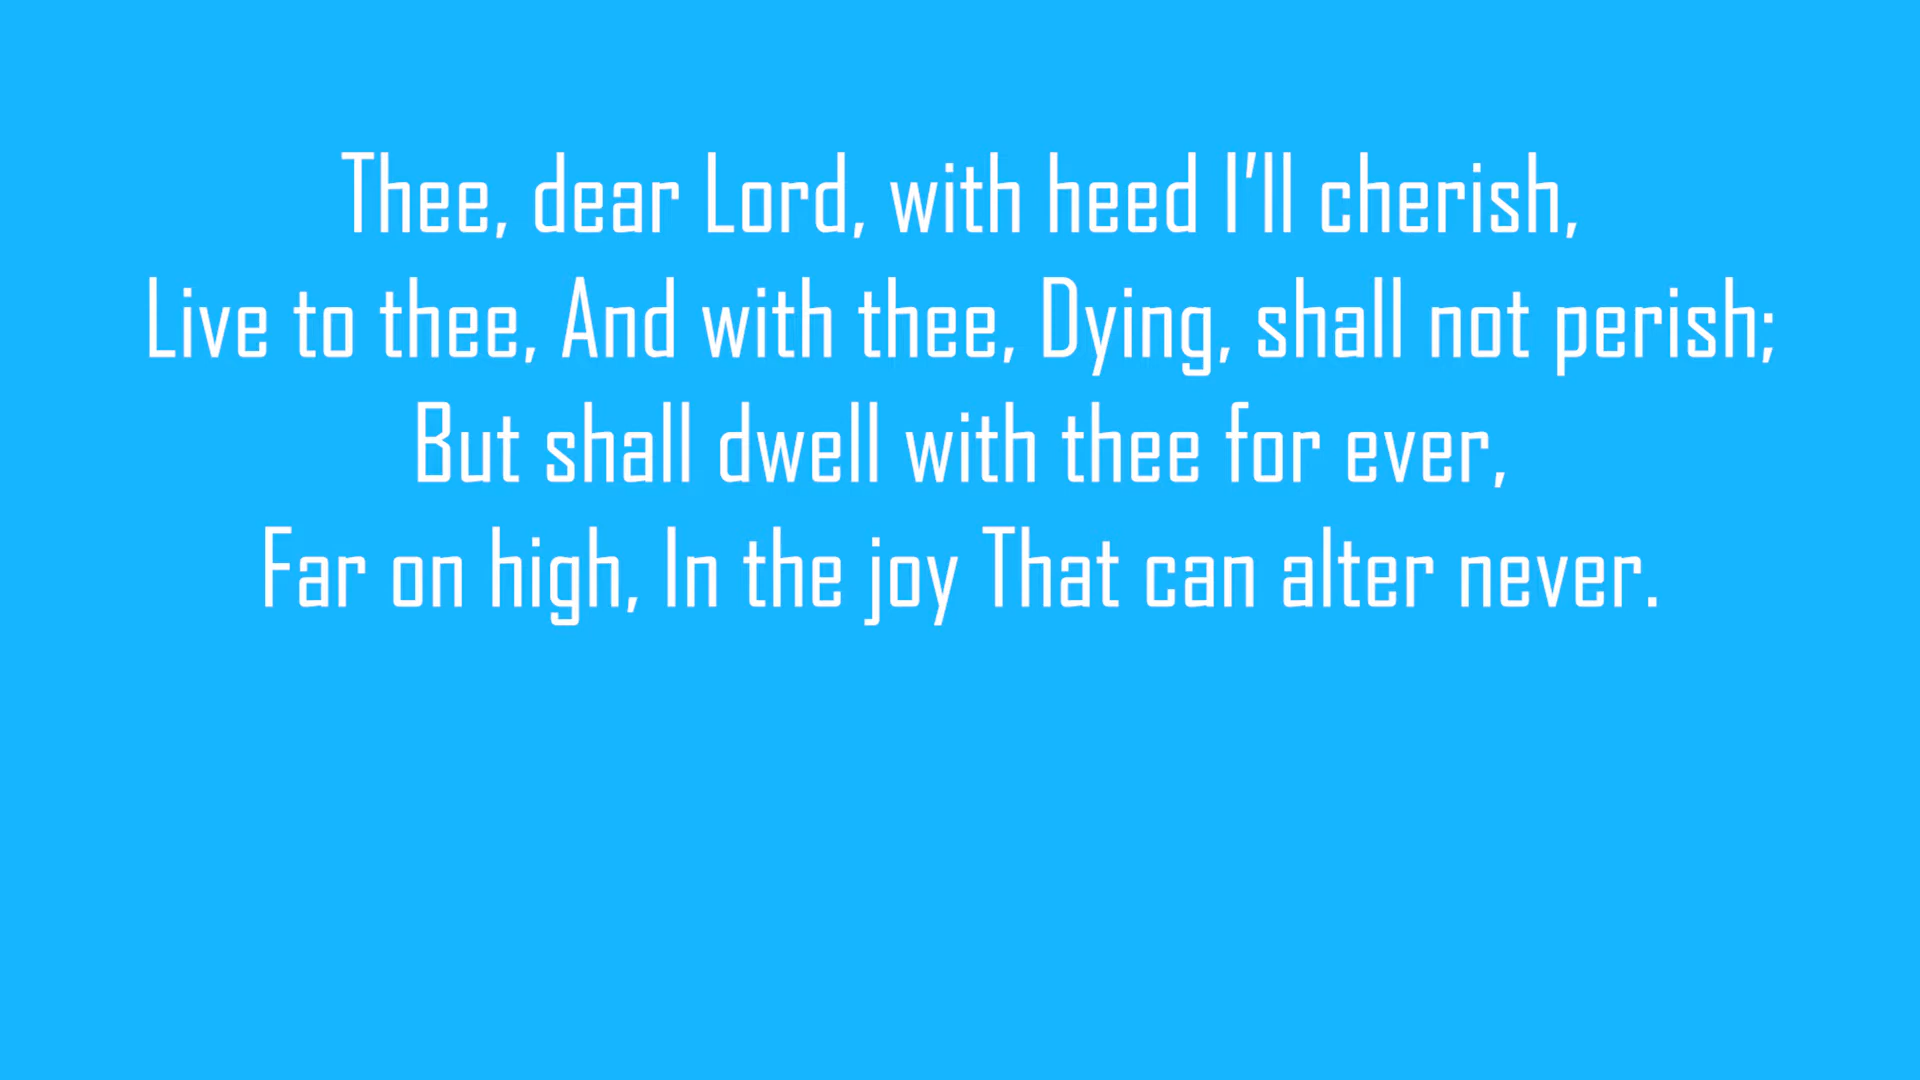 Thee, dear Lord, with heed I’ll cherish,
Live to thee, And with thee, Dying, shall not perish;
But shall dwell with thee for ever,
Far on high, In the joy That can alter never.